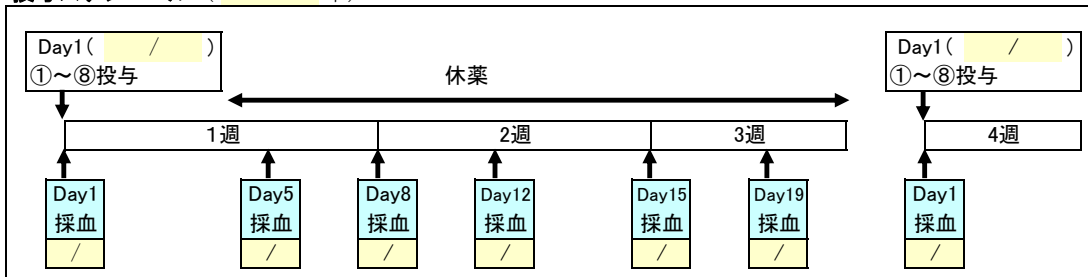 Day1( / )
①～⑧投与
休薬
Day1( / )
①～⑧投与
1週
2週
3週
4週
Day1
採血
/
Day5
採血
/
Day8
採血
/
Day12
採血
/
Day15
採血
/
Day19
採血
/
Day1
採血
/